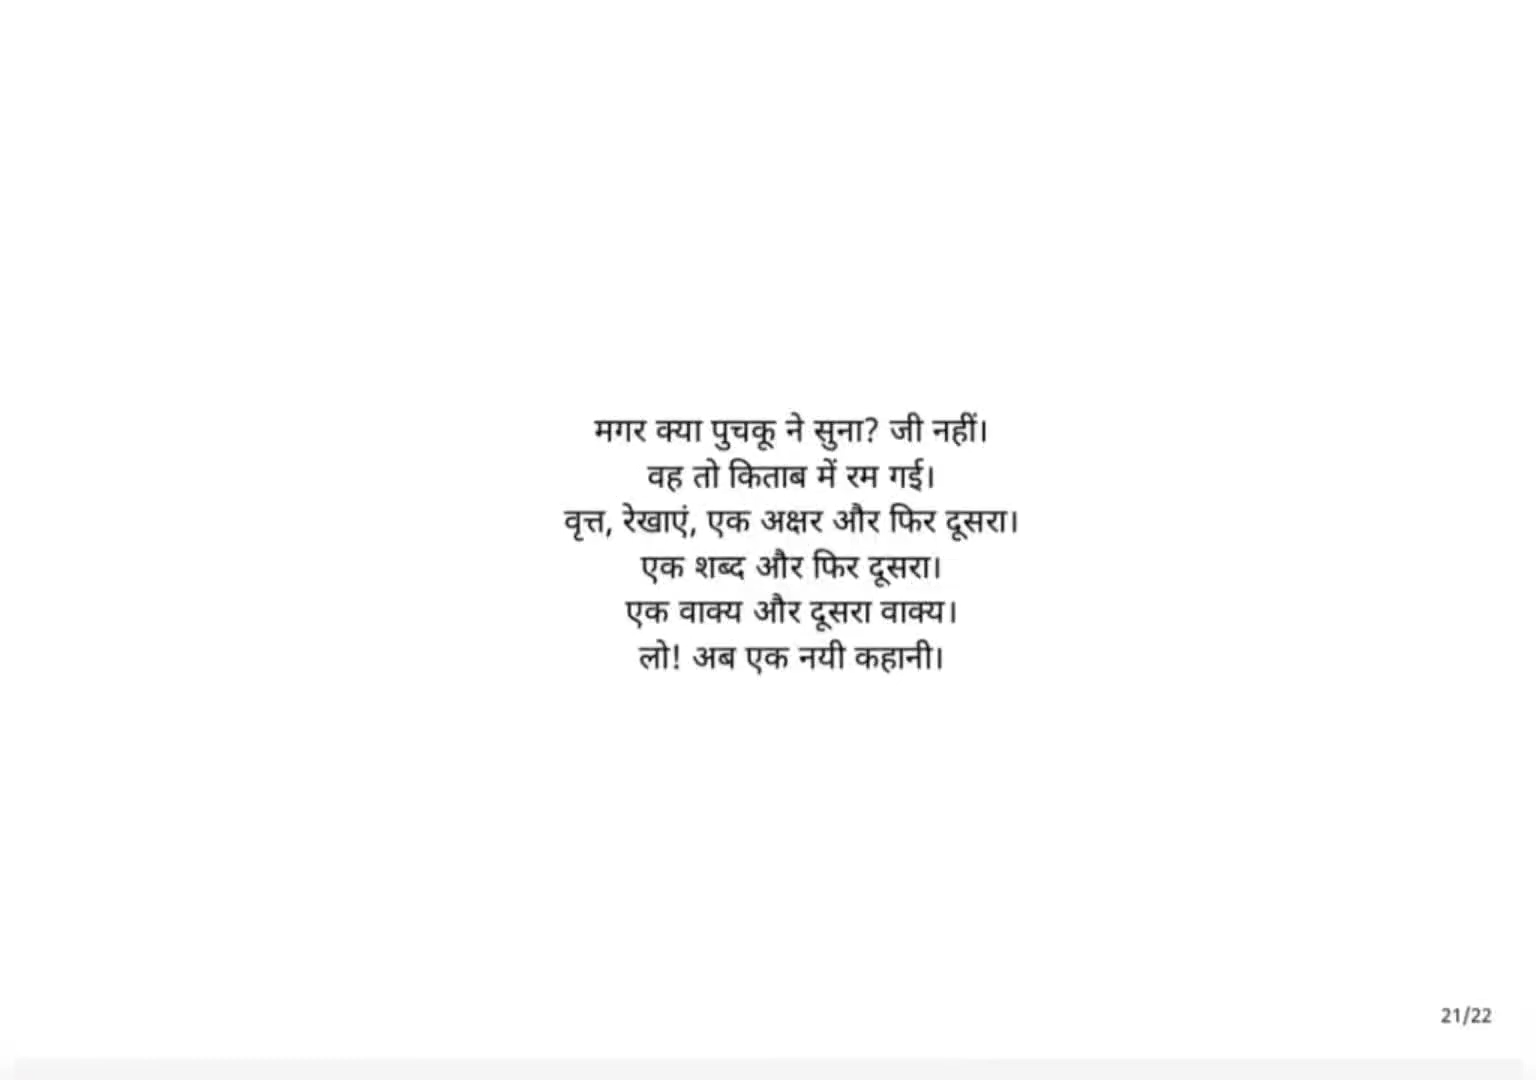 मगर क्या पुचकू ने सुना? जी नहीं।
वह तो किताब में रम गई।
वृत्त, रेखाएं, एक अक्षर और फिर दूसरा।
एक शब्द और फिर दूसरा।
एक वाक्य और दूसरा वाक्य।
लो! अब एक नयी कहानी।
21/22